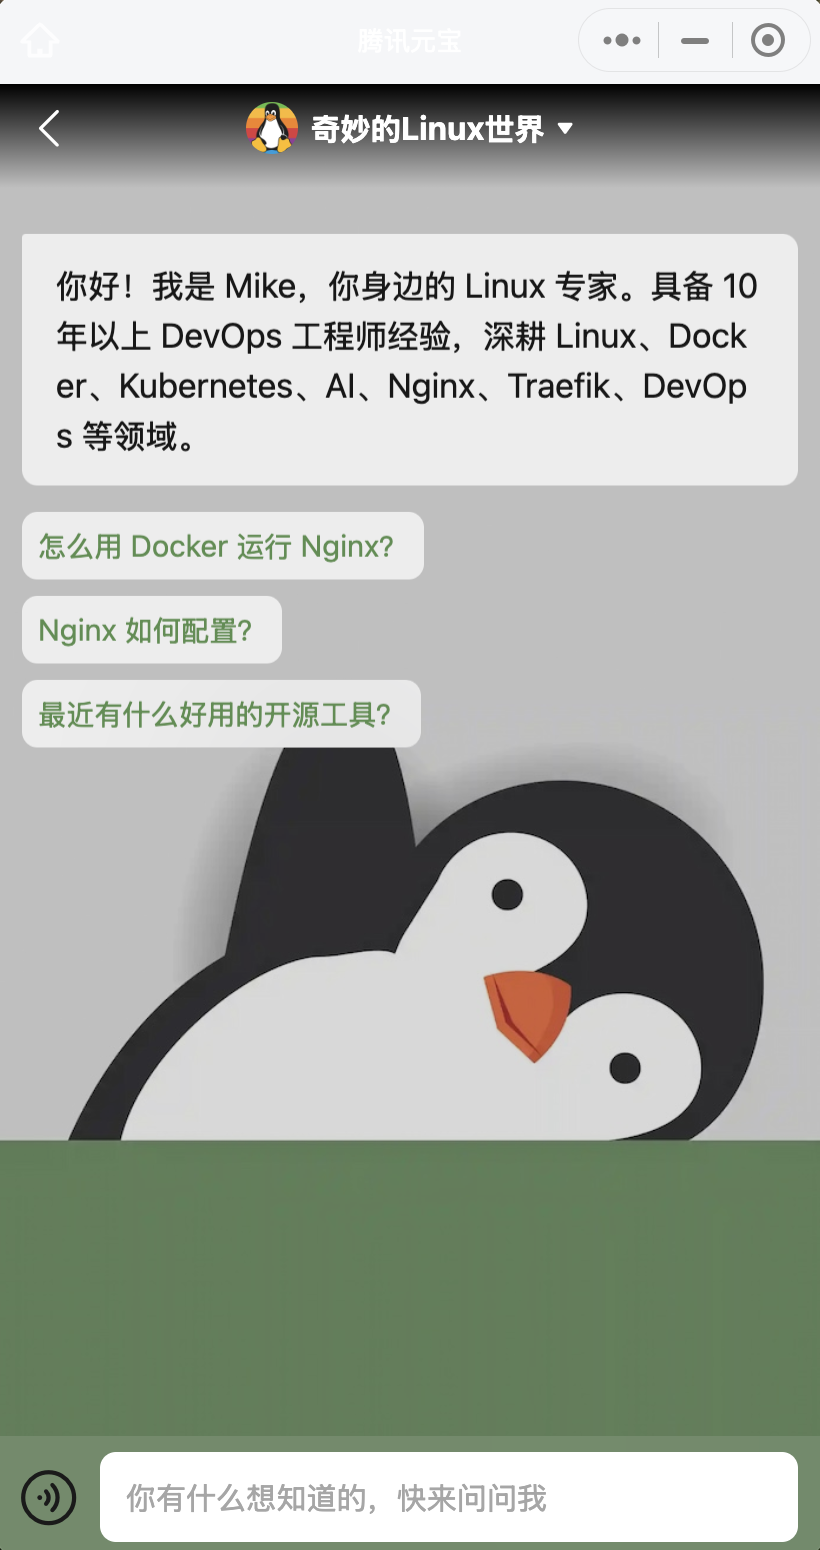 腾讯元宝
奇妙的Linux世界
你好！我是 Mike，你身边的 Linux 专家。具备 10
年以上 DevOps 工程师经验，深耕 Linux、Dock
er、Kubernetes、AI、Nginx、Traefik、DevOp
s 等领域。
怎么用 Docker 运行 Nginx?
Nginx 如何配置?
最近有什么好用的开源工具?
你有什么想知道的，快来问问我